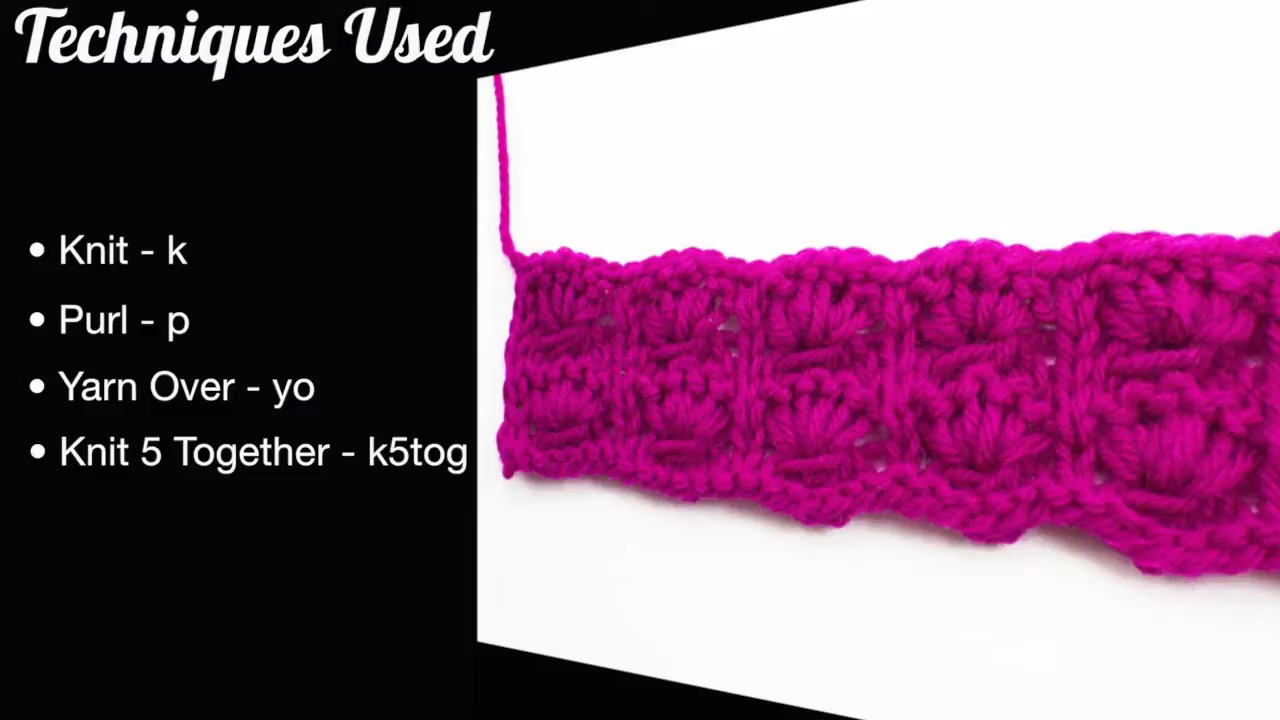 Techniques Used
• Knit - k
• Purl - p
• Yarn Over - yo
• Knit 5 Together - k5tog